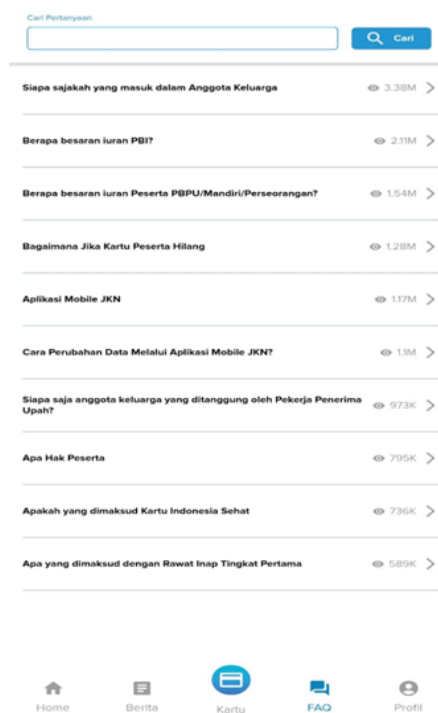 Cari Pertanyaan
Cari
Siapa sajakah yang masuk dalam Anggota Keluarga 3.38M
Berapa besaran iuran PBI? 2.11M
Berapa besaran iuran Peserta PBPU/Mandiri/Perseorangan? 1.54M
Bagaimana Jika Kartu Peserta Hilang 1.28M
Aplikasi Mobile JKN 1.17M
Cara Perubahan Data Melalui Aplikasi Mobile JKN? 1.1M
Siapa saja anggota keluarga yang ditanggung oleh Pekerja Penerima
Upah? 973K
Apa Hak Peserta 795K
Apakah yang dimaksud Kartu Indonesia Sehat 736K
Apa yang dimaksud dengan Rawat Inap Tingkat Pertama 589K
Home Berita Kartu FAQ Profil